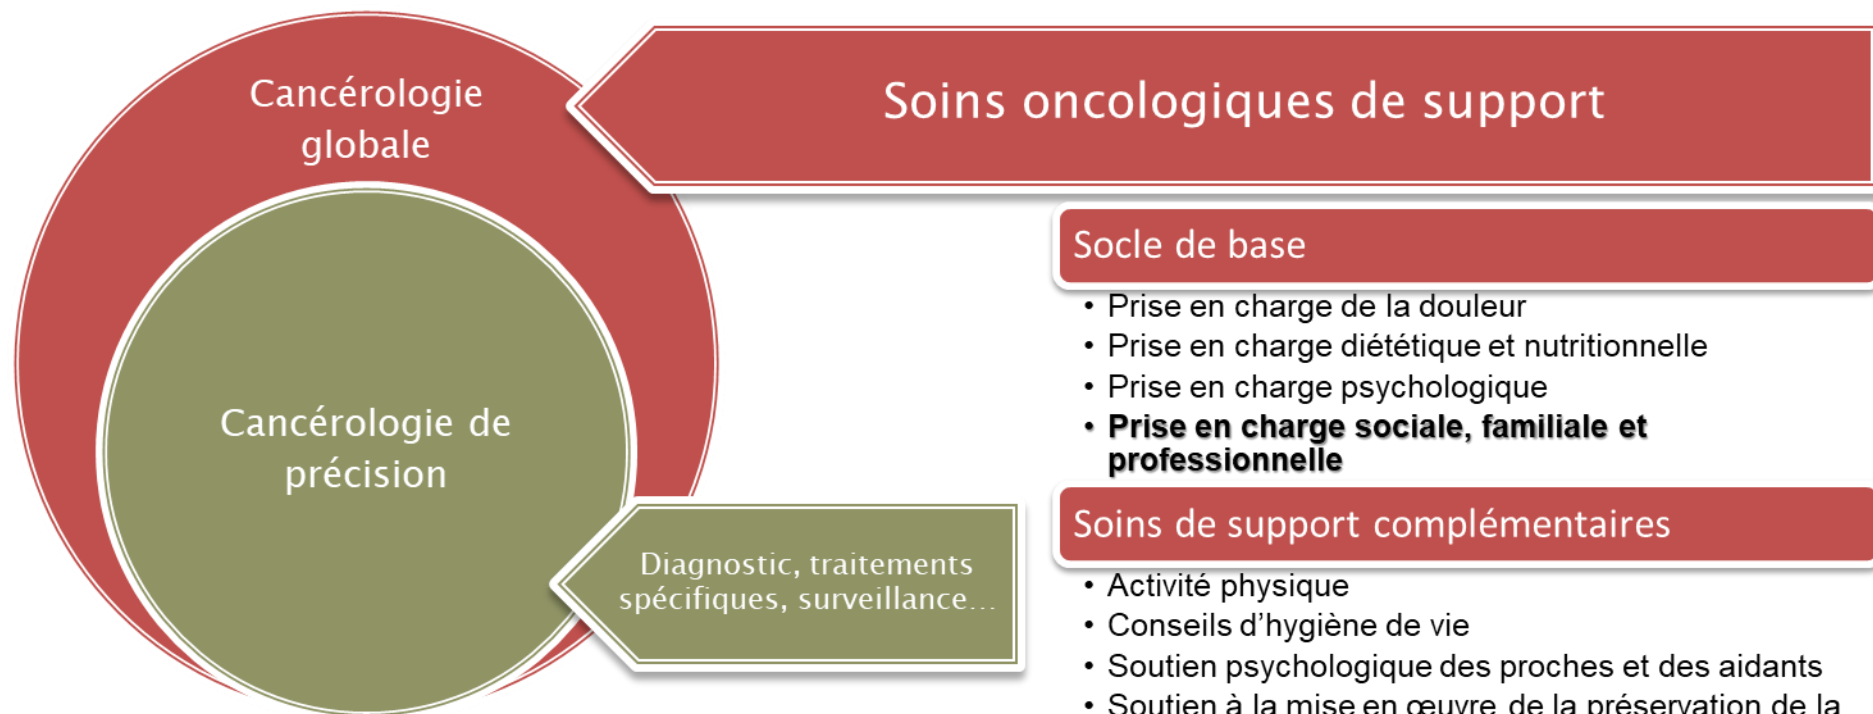 Cancérologie
globale
Soins oncologiques de support
Cancérologie de
précision
Diagnostic, traitements
spécifiques, surveillance...
Socle de base
• Prise en charge de la douleur
• Prise en charge diététique et nutritionnelle
• Prise en charge psychologique
• Prise en charge sociale, familiale et
professionnelle
Soins de support complémentaires
• Activité physique
• Conseils d’hygiène de vie
• Soutien psychologique des proches et des aidants
• Soutien à la mise en œuvre de la préservation de la